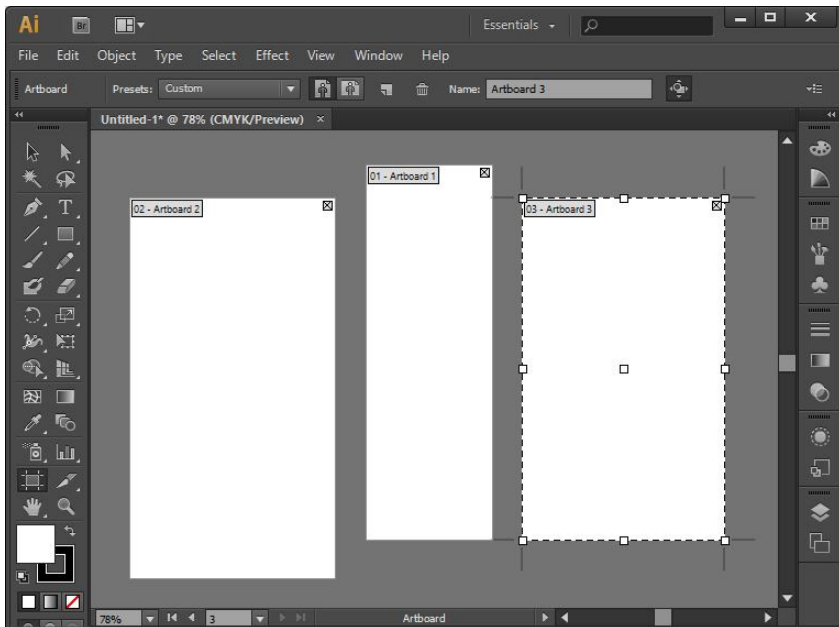 Ai Br Essentials
File Edit Object Type Select Effect View Window Help
Artboard Presets: Custom Name: Artboard 3
Untitled-1* @ 78% (CMYK/Preview) ×
01 - Artboard 1
02 - Artboard 2
03 - Artboard 3
T
78% 3 Artboard